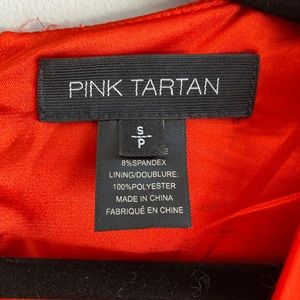 PINK TARTAN
S
P
8%SPANDEX
LINING/DOUBLURE:
100%POLYESTER
MADE IN CHINA
FABRIQUÉ EN CHINE